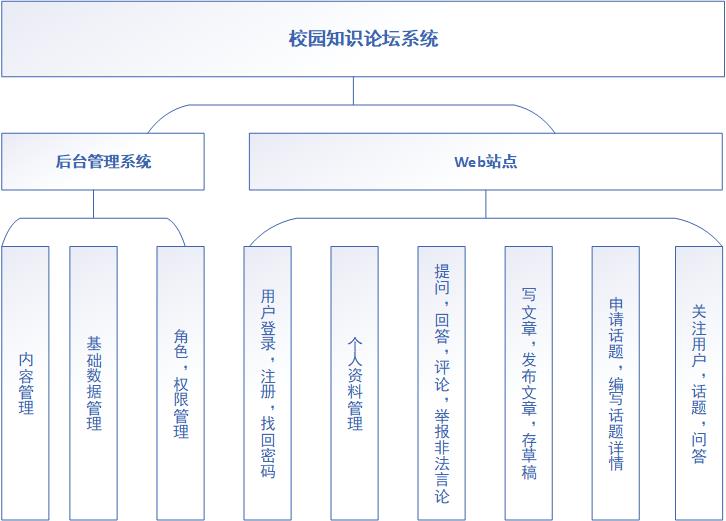 校园知识论坛系统
后台管理系统
Web站点
内容管理
基础数据管理
角色，权限管理
用户登录，注册，找回密码
个人资料管理
提问，回答，评论，举报非法言论
写文章，发布文章，存草稿
申请话题，编写话题详情
关注用户，话题，问答